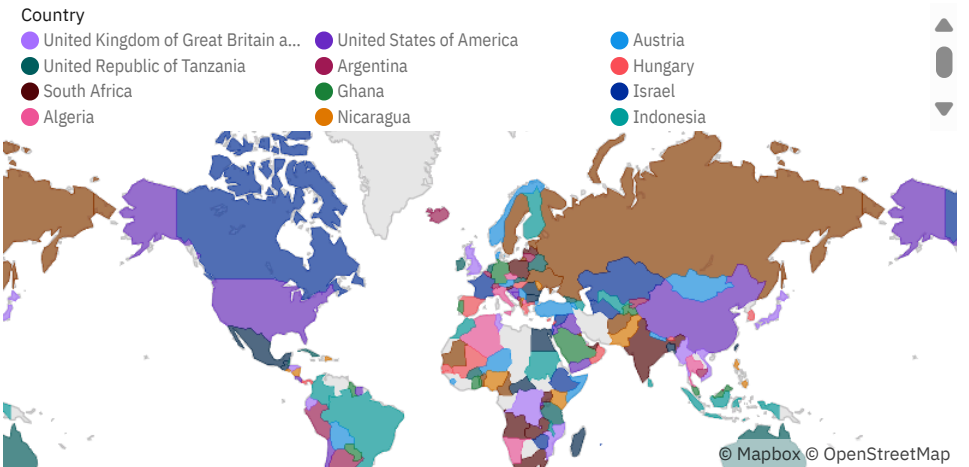 Country
United Kingdom of Great Britain a...
United States of America
Austria
United Republic of Tanzania
Argentina
Hungary
South Africa
Ghana
Israel
Algeria
Nicaragua
Indonesia
© Mapbox © OpenStreetMap